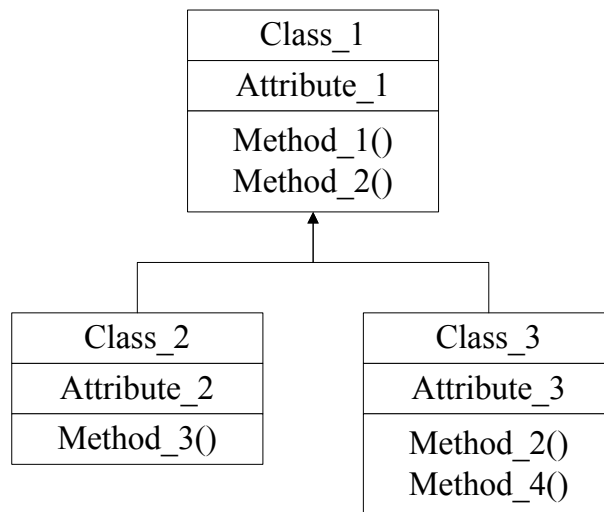 Class_1
Attribute_1
Method_1()
Method_2()
Class_2
Attribute_2
Method_3()
Class_3
Attribute_3
Method_2()
Method_4()